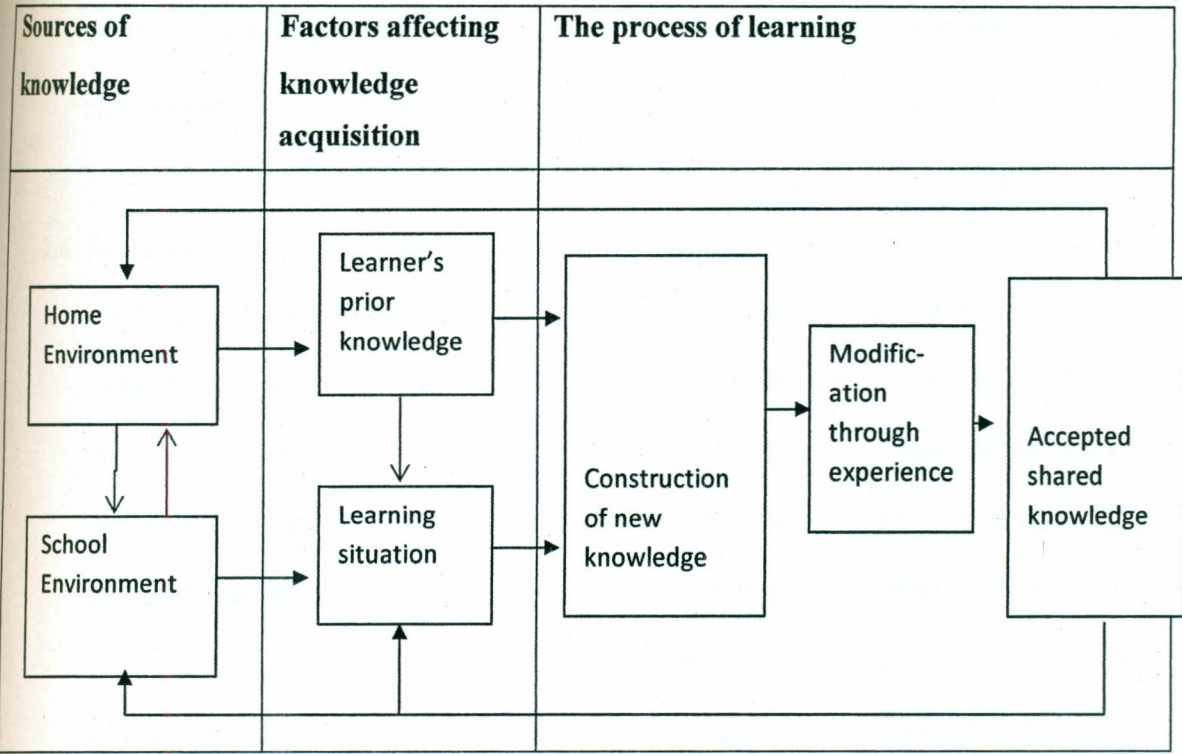 Sources of
knowledge
Factors affecting
knowledge
acquisition
The process of learning
Home
Environment
School
Environment
Learner's
prior
knowledge
Learning
situation
Construction
of new
knowledge
Modific-
ation
through
experience
Accepted
shared
knowledge